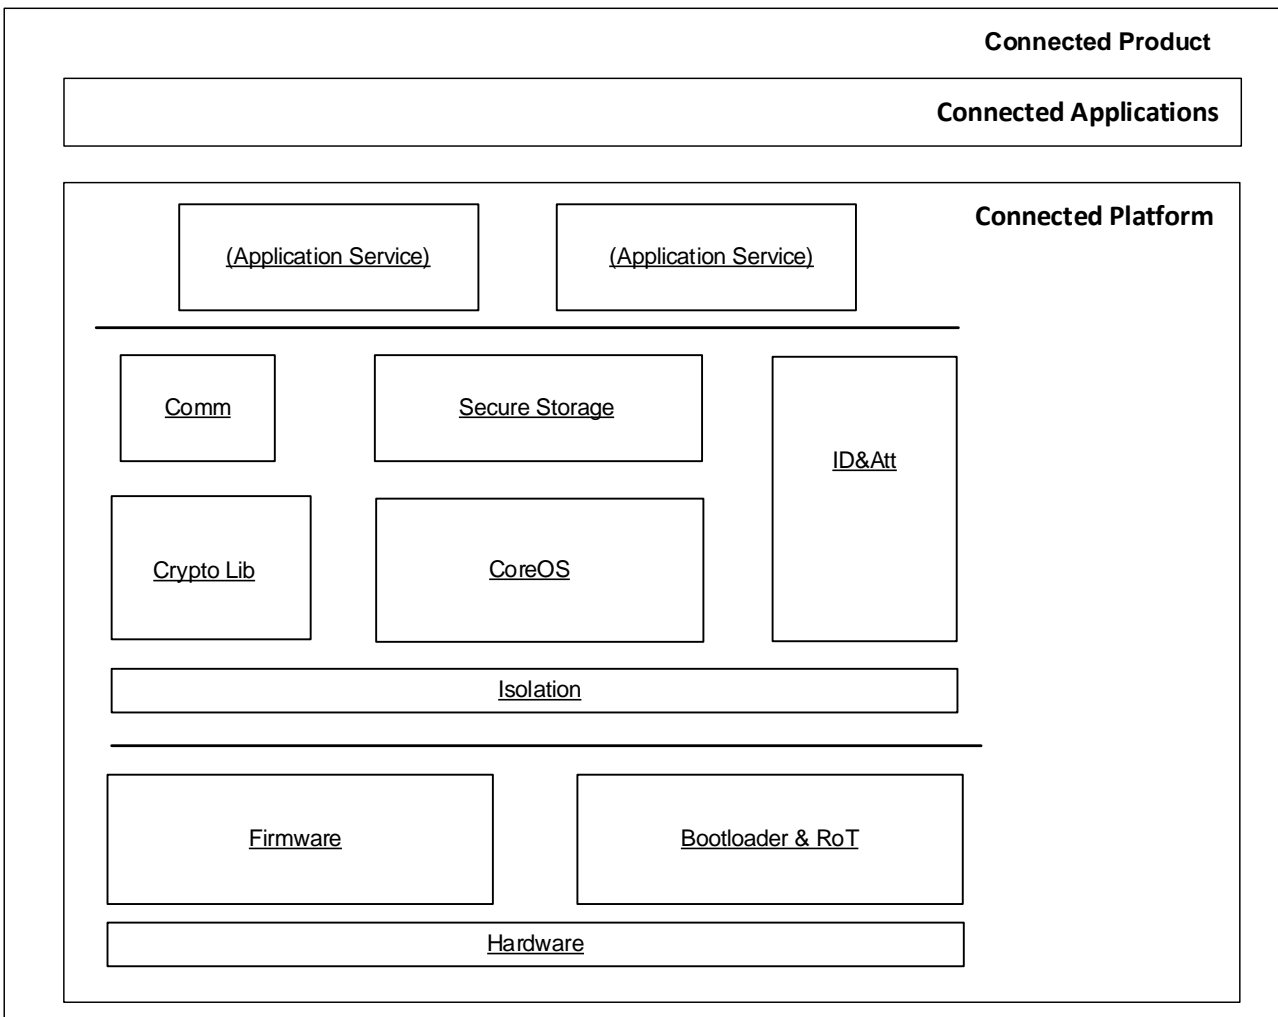 Connected Product
Connected Applications
Connected Platform
(Application Service)
(Application Service)
Comm
Secure Storage
ID&Att
Crypto Lib
CoreOS
Isolation
Firmware
Bootloader & RoT
Hardware